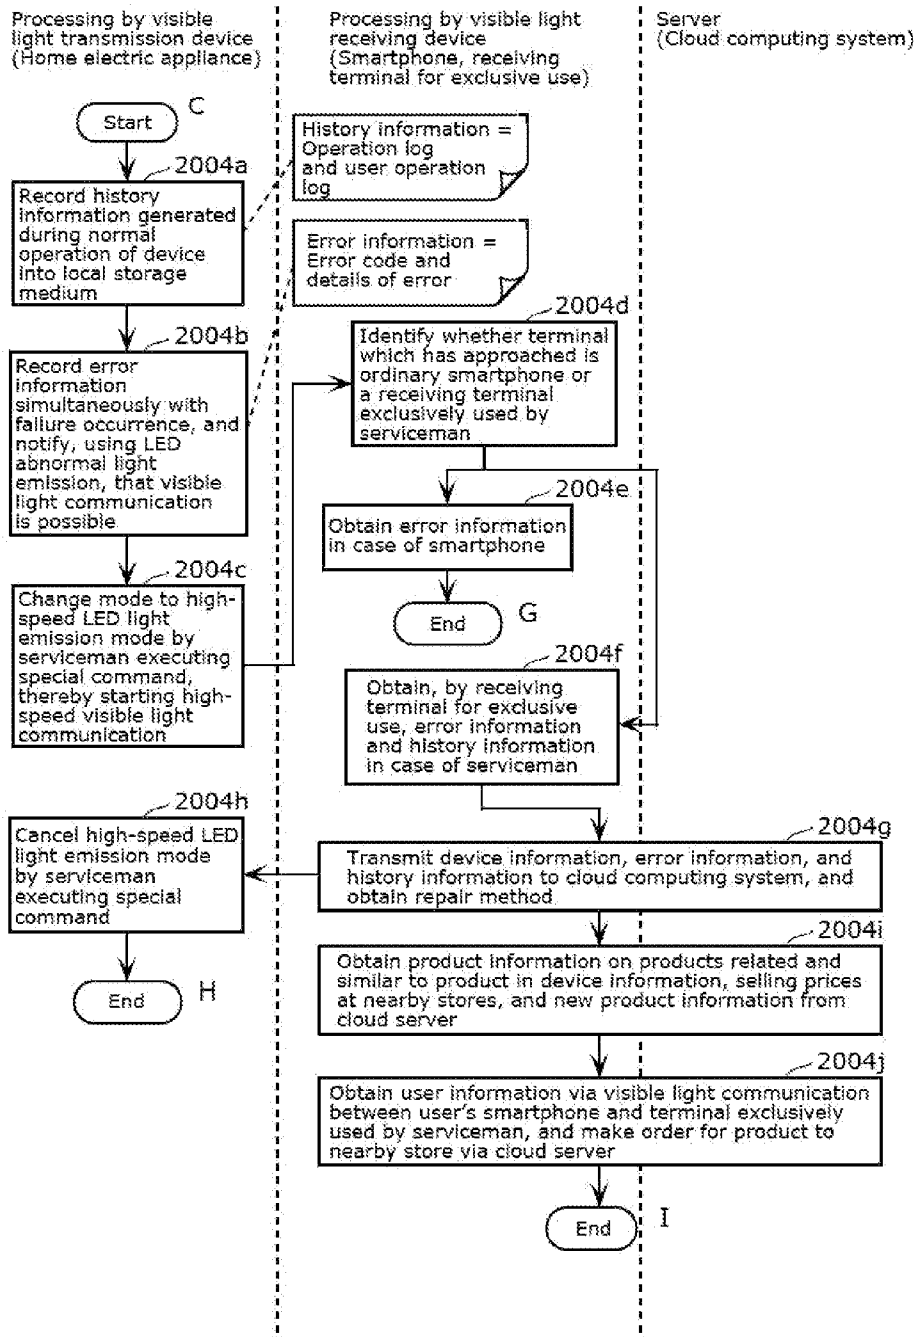 Processing by visible
light transmission device
(Home electric appliance)
Processing by visible light
receiving device
(Smartphone, receiving
terminal for exclusive use)
Server
(Cloud computing system)
C
Start
2004a
Record history
information generated
during normal
operation of device
into local storage
medium
History information =
Operation log
and user operation
log
Error information =
Error code and
details of error
2004b
Record error
information
simultaneously with
failure occurrence, and
notify, using LED
abnormal light
emission, that visible
light communication
is possible
2004c
Change mode to high-
speed LED light
emission mode by
serviceman executing
special command,
thereby starting high-
speed visible light
communication
2004d
Identify whether terminal
which has approached is
ordinary smartphone or
a receiving terminal
exclusively used by
serviceman
2004e
Obtain error information
in case of smartphone
End
G
2004f
Obtain, by receiving
terminal for exclusive
use, error information
and history information
in case of serviceman
2004g
Transmit device information, error information, and
history information to cloud computing system, and
obtain repair method
2004h
Cancel high-speed LED
light emission mode
by serviceman
executing special
command
End
H
2004i
Obtain product information on products related and
similar to product in device information, selling prices
at nearby stores, and new product information from
cloud server
2004j
Obtain user information via visible light communication
between user's smartphone and terminal exclusively
used by serviceman, and make order for product to
nearby store via cloud server
End
I